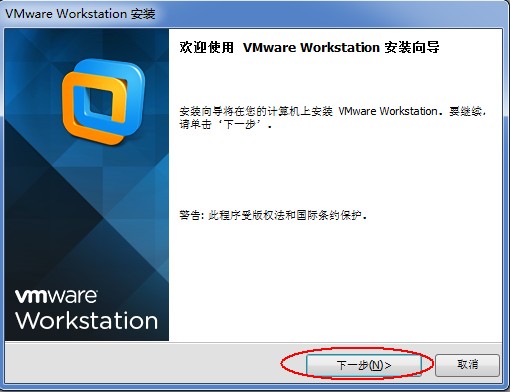 VMware Workstation 安装
欢迎使用 VMware Workstation 安装向导
安装向导将在您的计算机上安装 VMware Workstation。要继续，
请单击‘下一步’。
警告: 此程序受版权法和国际条约保护。
vmware
Workstation
下一步(N)>
取消